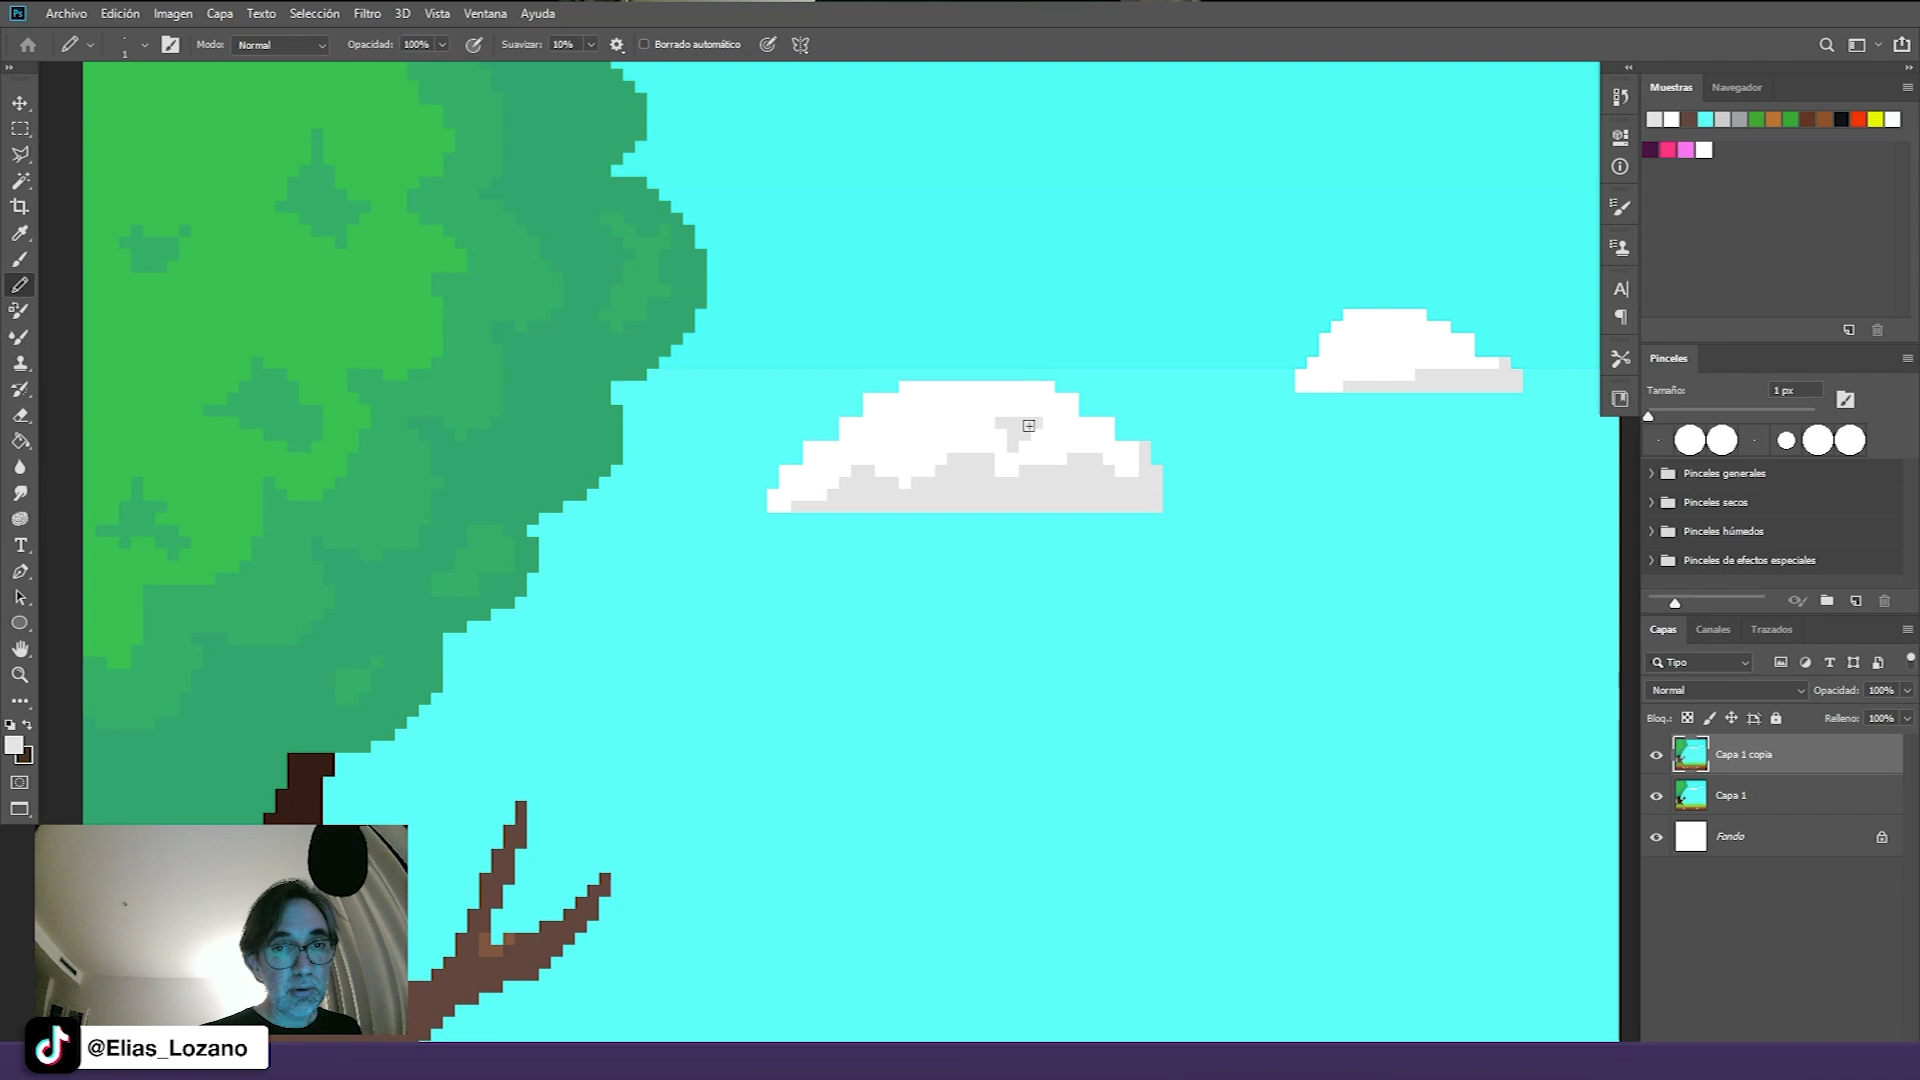 Ps Archivo Edición Imagen Capa Texto Selección Filtro 3D Vista Ventana Ayuda
1 Modo: Normal Opacidad: 100% Suavizar: 10% Borrado automático
Muestras Navegador
Pinceles
Tamaño: 1 px
Pinceles generales
Pinceles secos
Pinceles húmedos
Pinceles de efectos especiales
Capas Canales Trazados
Tipo
Normal Opacidad: 100%
Bloq.: Relleno: 100%
Capa 1 copia
Capa 1
Fondo
@Elias_Lozano